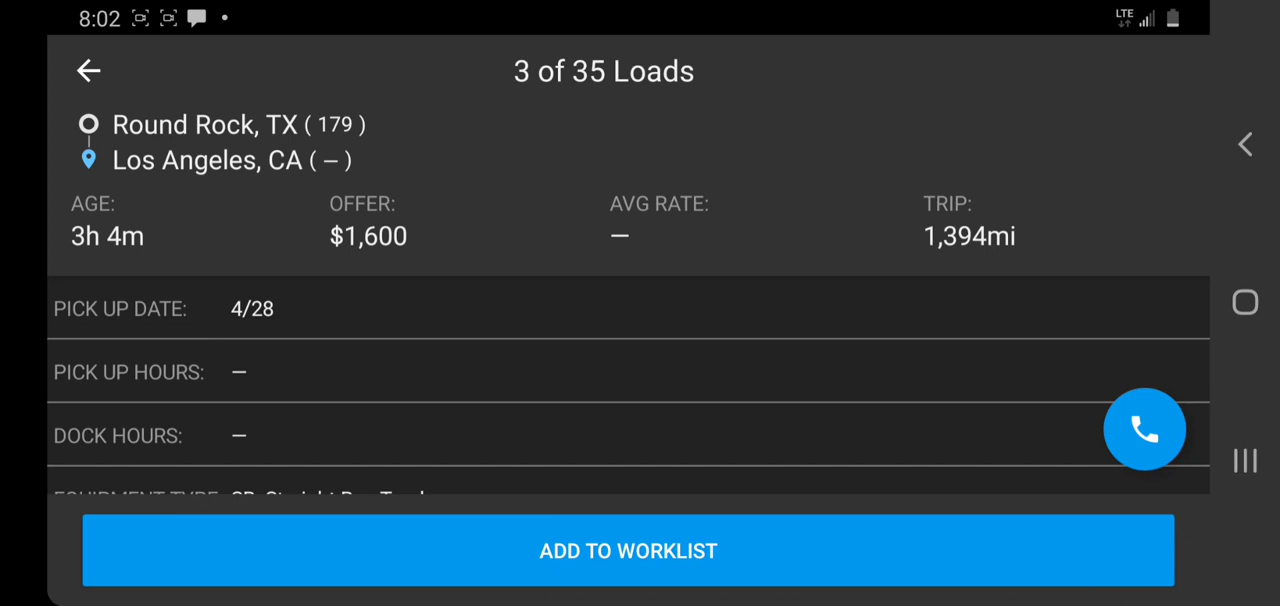 8:02
LTE
3 of 35 Loads
Round Rock, TX ( 179 )
Los Angeles, CA ( – )
AGE: OFFER: AVG RATE: TRIP:
3h 4m $1,600 – 1,394mi
PICK UP DATE: 4/28
PICK UP HOURS: –
DOCK HOURS: –
EQUIPMENT TYPE
ADD TO WORKLIST